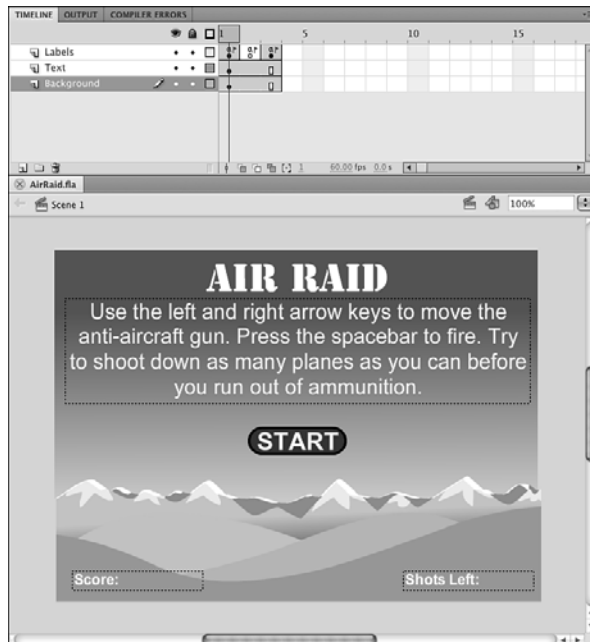 TIMELINE OUTPUT COMPILER ERRORS
1 5 10 15
Labels
Text
Background
1 60.00 fps 0.0 s
AirRaid.fla
Scene 1 100%
AIR RAID
Use the left and right arrow keys to move the
anti-aircraft gun. Press the spacebar to fire. Try
to shoot down as many planes as you can before
you run out of ammunition.
START
Score: Shots Left: